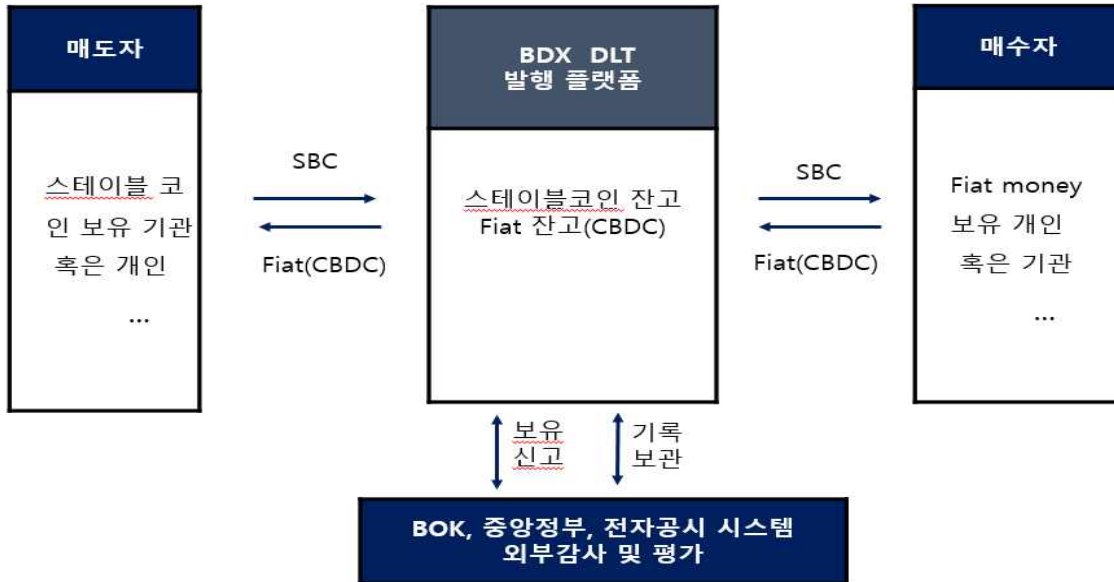 매도자
스테이블 코
인 보유 기관
혹은 개인
...
SBC
Fiat(CBDC)
BDX DLT
발행 플랫폼
스테이블코인 잔고
Fiat 잔고(CBDC)
SBC
Fiat(CBDC)
매수자
Fiat money
보유 개인
혹은 기관
...
보유
신고
기록
보관
BOK, 중앙정부, 전자공시 시스템
외부감사 및 평가